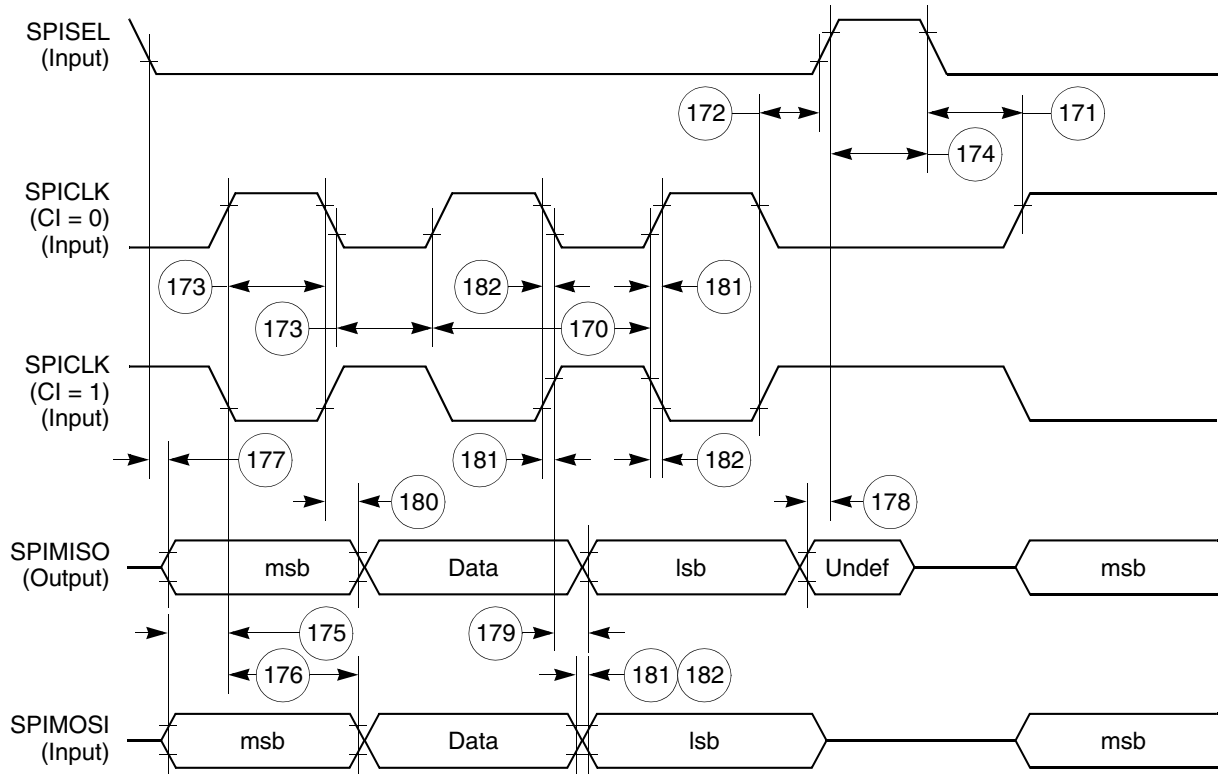 SPISEL
(Input)
172
171
174
SPICLK
(CI = 0)
(Input)
173
182
181
173
170
SPICLK
(CI = 1)
(Input)
177
181
182
180
178
SPIMISO
(Output)
msb
Data
lsb
Undef
msb
175
179
176
181
182
SPIMOSI
(Input)
msb
Data
lsb
msb